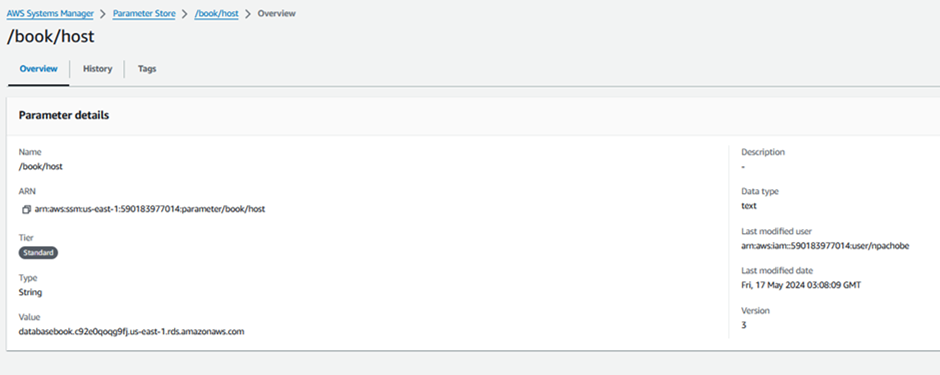 AWS Systems Manager > Parameter Store > /book/host > Overview
/book/host
Overview History Tags
Parameter details
Name
/book/host
ARN
arn:aws:ssm:us-east-1:590183977014:parameter/book/host
Tier
Standard
Type
String
Value
databasebook.c92e0qoqg9fj.us-east-1.rds.amazonaws.com
Description
-
Data type
text
Last modified user
arn:aws:iam::590183977014:user/npachobe
Last modified date
Fri, 17 May 2024 03:08:09 GMT
Version
3